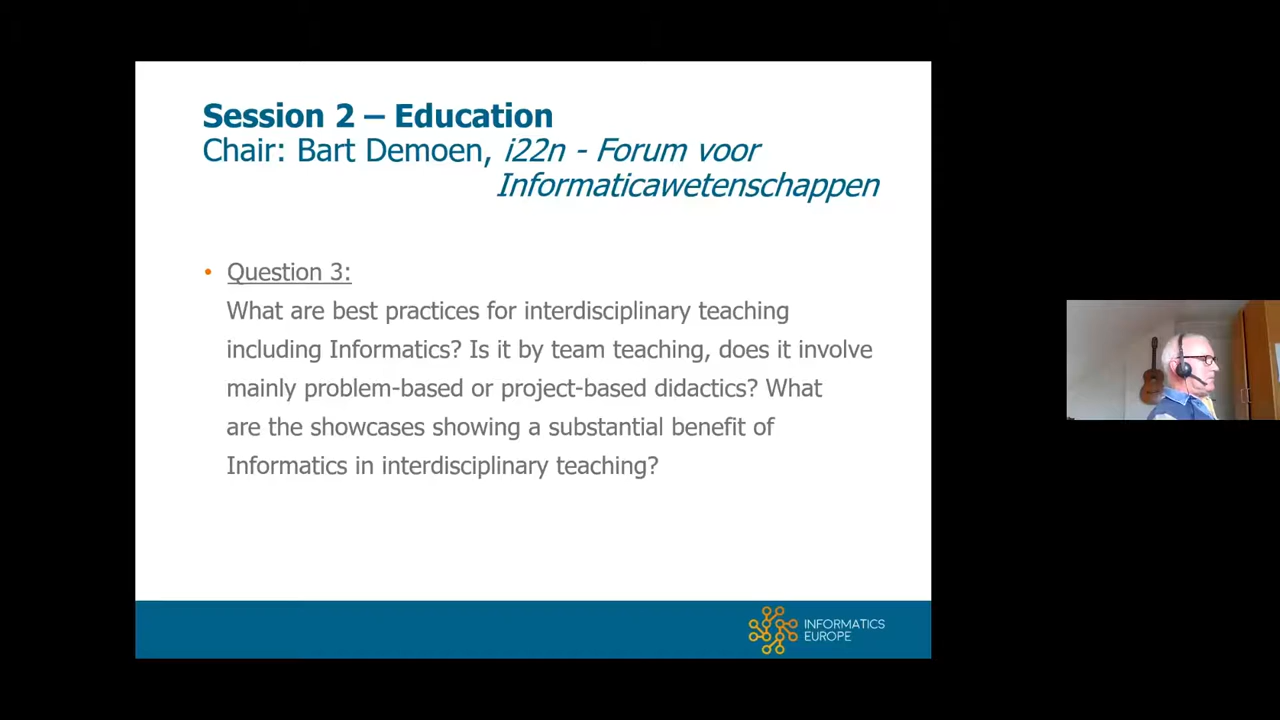 Session 2 – Education
Chair: Bart Demoen, i22n - Forum voor
Informaticawetenschappen
• Question 3:
What are best practices for interdisciplinary teaching
including Informatics? Is it by team teaching, does it involve
mainly problem-based or project-based didactics? What
are the showcases showing a substantial benefit of
Informatics in interdisciplinary teaching?
INFORMATICS
EUROPE